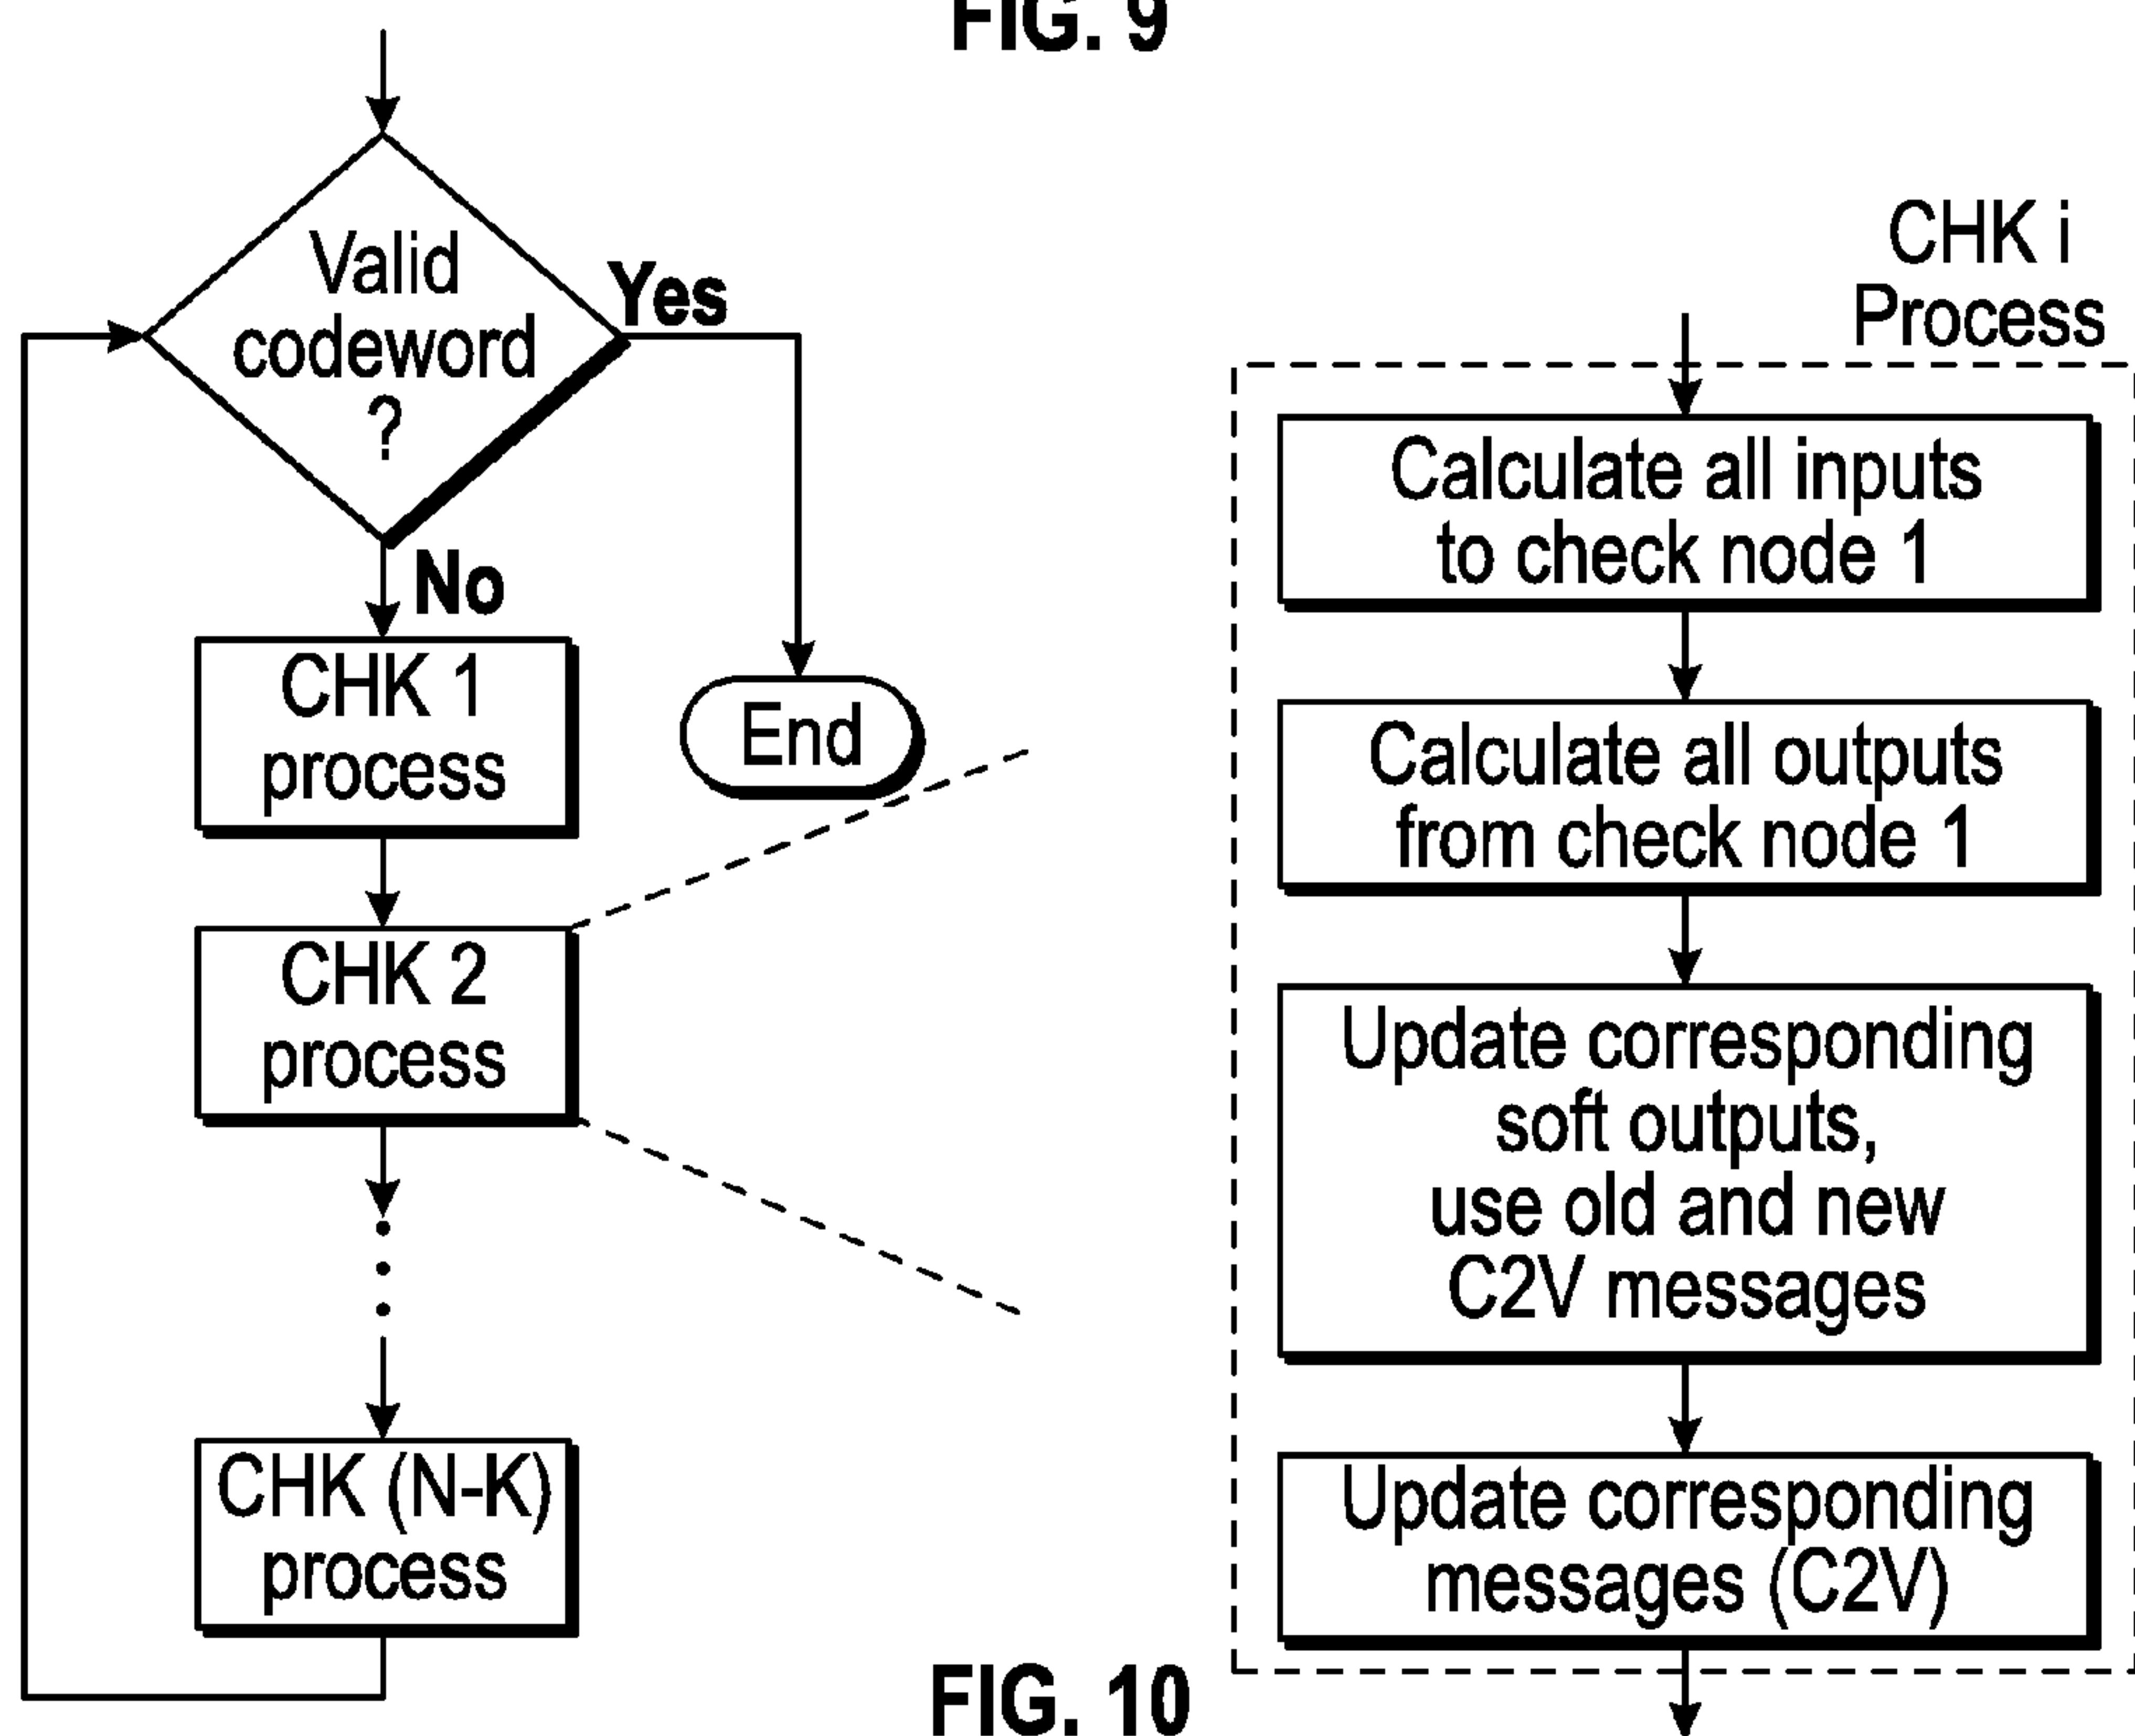 FIG. 9
Valid
codeword
?
Yes
No
CHK 1
process
End
CHK 2
process
CHK (N-K)
process
CHK i
Process
Calculate all inputs
to check node 1
Calculate all outputs
from check node 1
Update corresponding
soft outputs,
use old and new
C2V messages
Update corresponding
messages (C2V)
FIG. 10